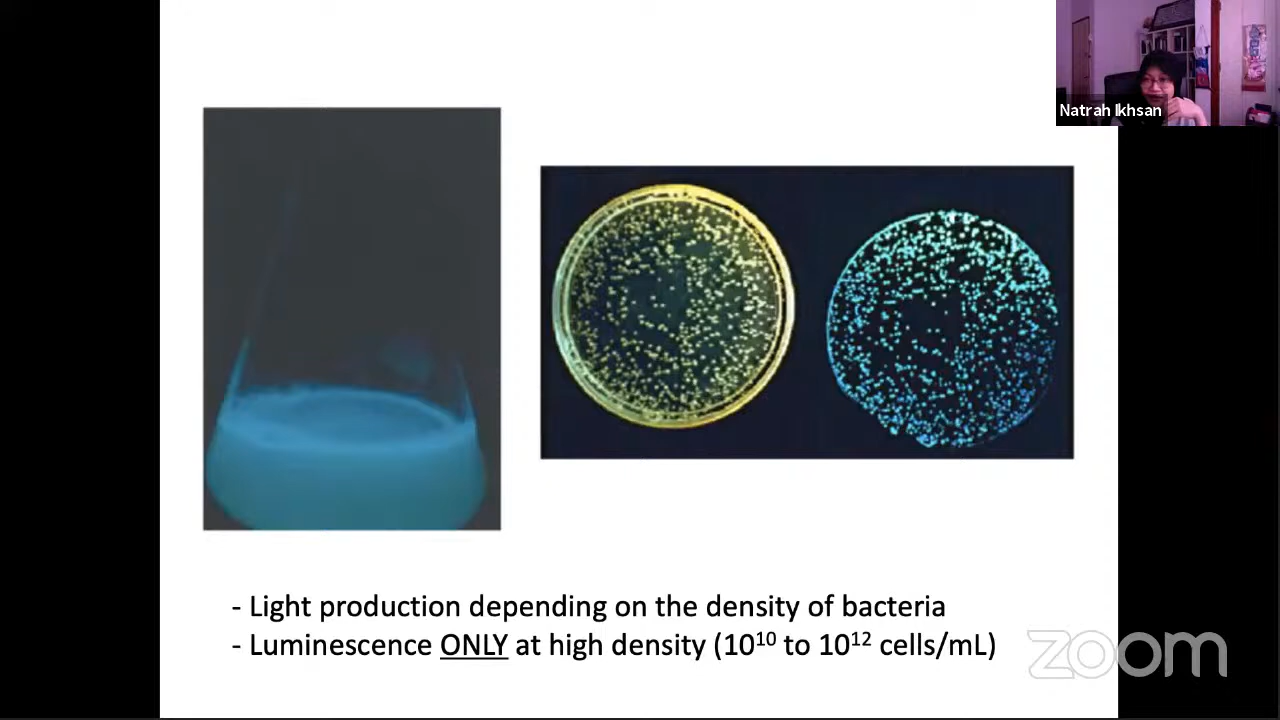 Natrah Ikhsan
- Light production depending on the density of bacteria
- Luminescence ONLY at high density (10¹⁰ to 10¹² cells/mL)
zoom